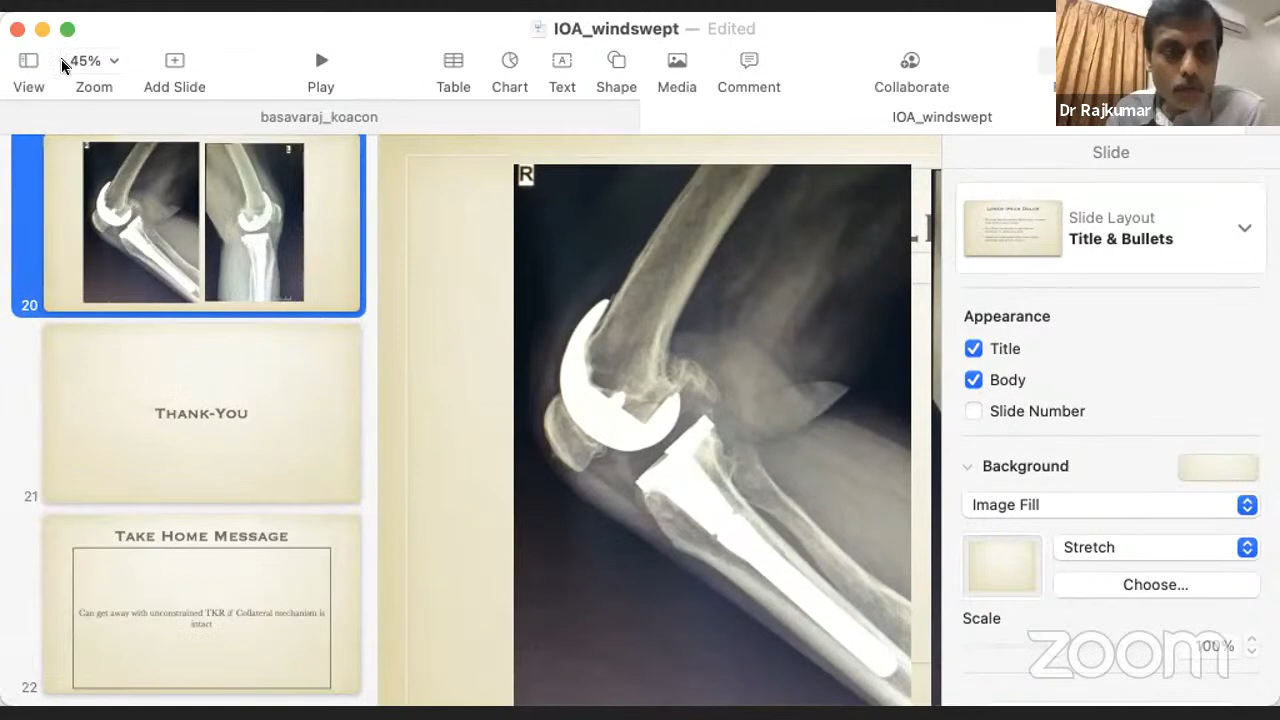 IOA_windswept — Edited
45%
View
Zoom
Add Slide
Play
Table
Chart
Text
Shape
Media
Comment
Collaborate
Dr Rajkumar
basavaraj_koacon
IOA_windswept
20
Thank-You
21
Take Home Message
Can get away with unconstrained TKR if Collateral mechanism is
intact
22
R
Slide
Slide Layout
Title & Bullets
Appearance
Title
Body
Slide Number
Background
Image Fill
Stretch
Choose...
Scale
100%
zoom